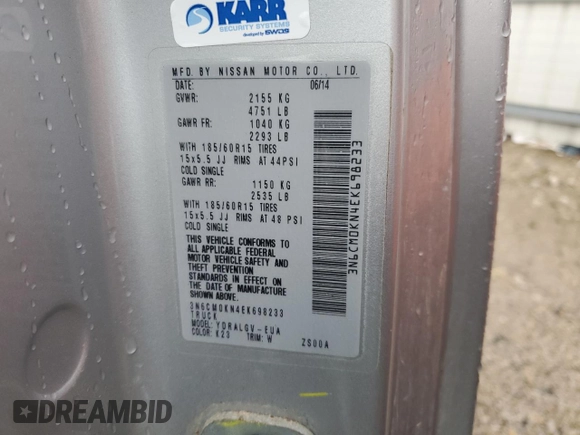 KARR
SECURITY SYSTEMS
developed by SWDS
MFD. BY NISSAN MOTOR CO., LTD.
DATE: 06/14
GVWR: 2155 KG
4751 LB
GAWR FR: 1040 KG
2293 LB
WITH 185/60R15 TIRES
15x5.5 JJ RIMS AT 44PSI
COLD SINGLE
GAWR RR: 1150 KG
2535 LB
WITH 185/60R15 TIRES
15x5.5 JJ RIMS AT 48 PSI
COLD SINGLE
THIS VEHICLE CONFORMS TO
ALL APPLICABLE FEDERAL
MOTOR VEHICLE SAFETY AND
THEFT PREVENTION
STANDARDS IN EFFECT ON
THE DATE OF MANUFACTURE
SHOWN ABOVE.
3N6CM0KN4EK698233
TRUCK
MODEL: YDRALGV-EUA
COLOR: K23 TRIM: W ZS00A
3N6CM0KN4EK698233
DREAMBID